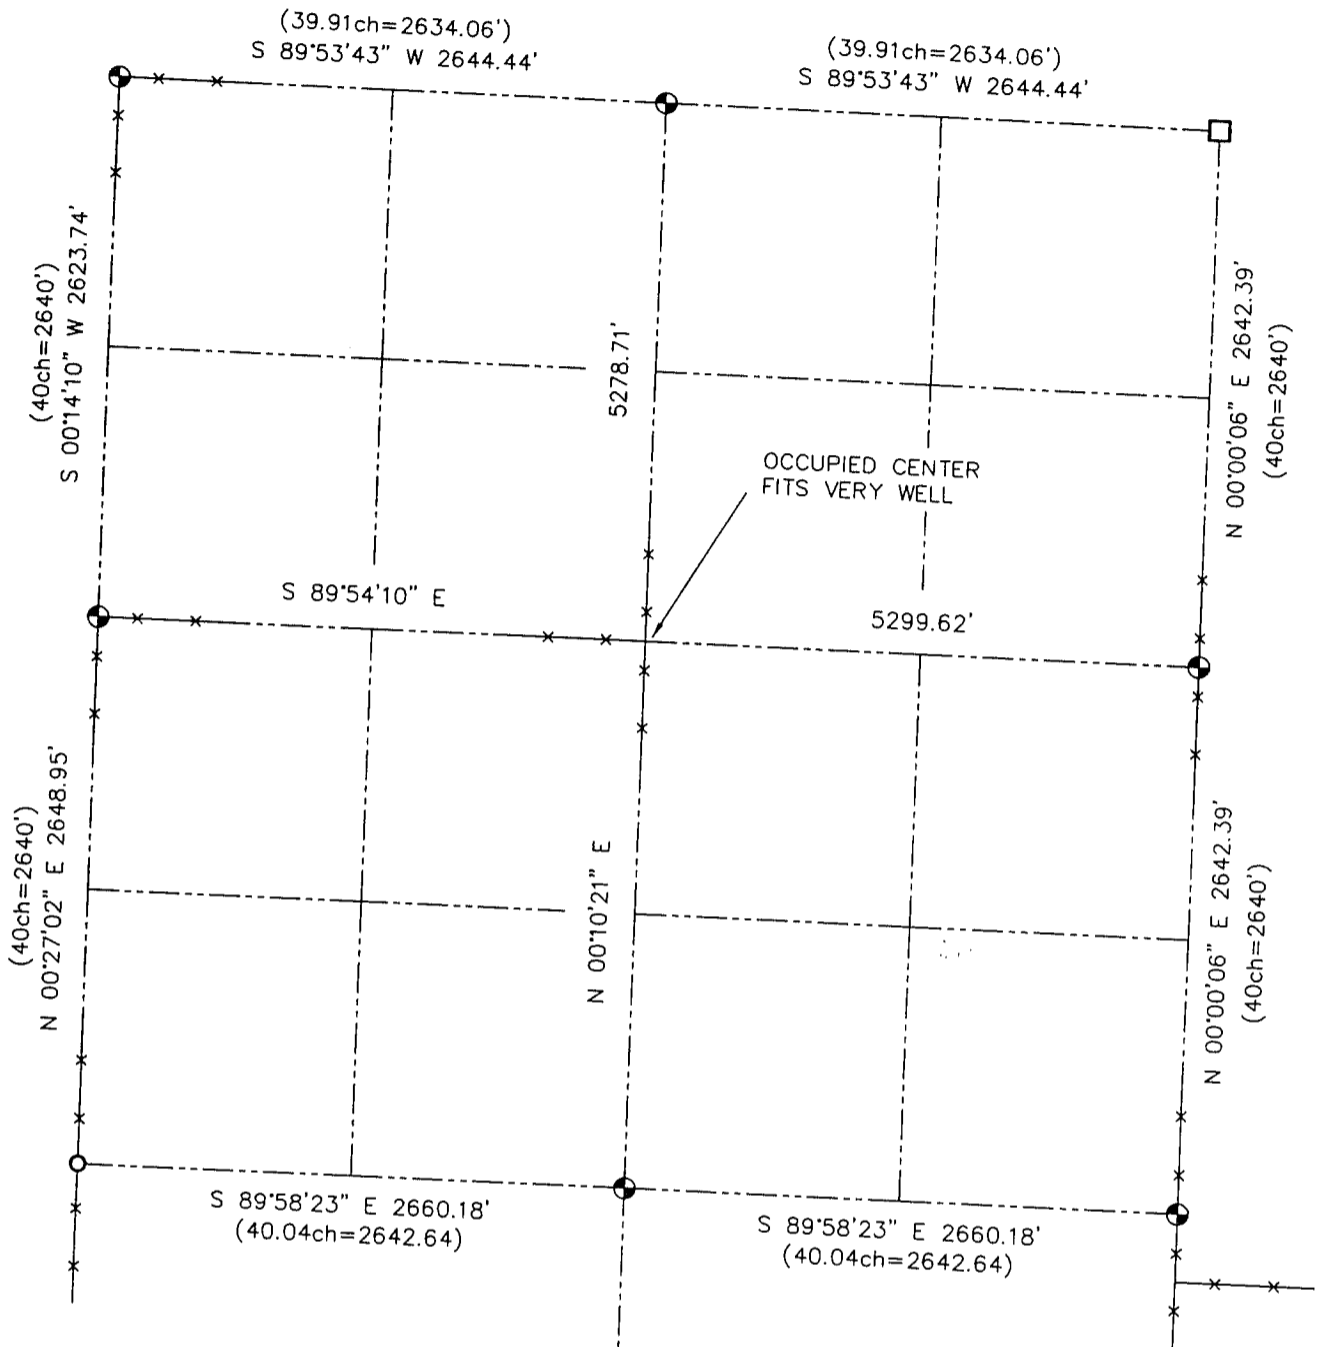 (39.91ch=2634.06')
S 89°53'43" W 2644.44'
(39.91ch=2634.06')
S 89°53'43" W 2644.44'
(40ch=2640')
S 00°14'10" W 2623.74'
5278.71'
N 00°00'06" E 2642.39'
(40ch=2640')
OCCUPIED CENTER
FITS VERY WELL
S 89°54'10" E
5299.62'
(40ch=2640')
N 00°27'02" E 2648.95'
N 00°10'21" E
N 00°00'06" E 2642.39'
(40ch=2640')
S 89°58'23" E 2660.18'
(40.04ch=2642.64)
S 89°58'23" E 2660.18'
(40.04ch=2642.64)